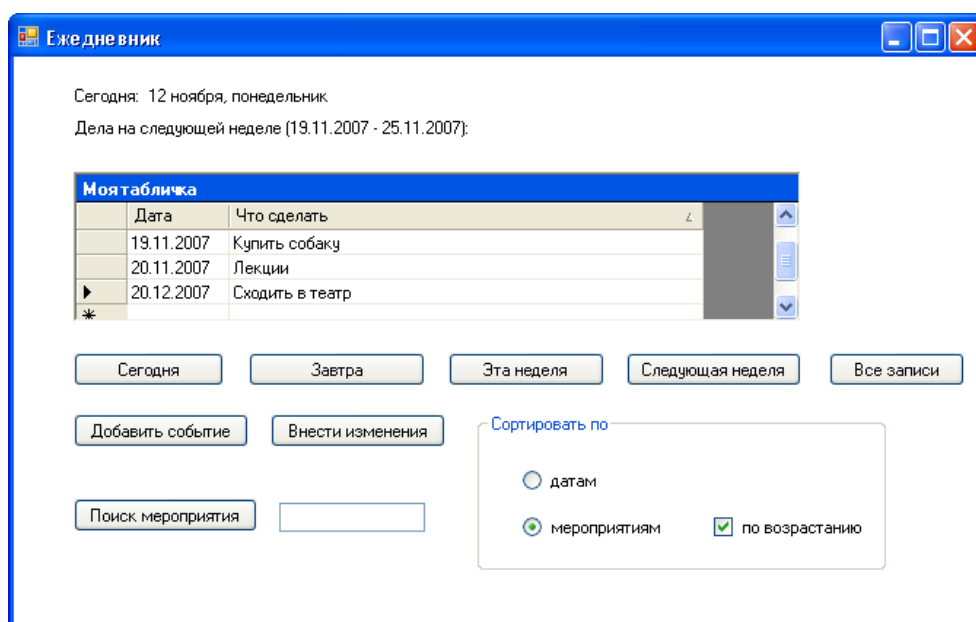 Ежедневник
Сегодня: 12 ноября, понедельник
Дела на следующей неделе (19.11.2007 - 25.11.2007):
Моя табличка
Дата Что сделать
19.11.2007 Купить собаку
20.11.2007 Лекции
20.12.2007 Сходить в театр
Сегодня Завтра Эта неделя Следующая неделя Все записи
Добавить событие Внести изменения
Сортировать по
датам
Поиск мероприятия
мероприятиям по возрастанию